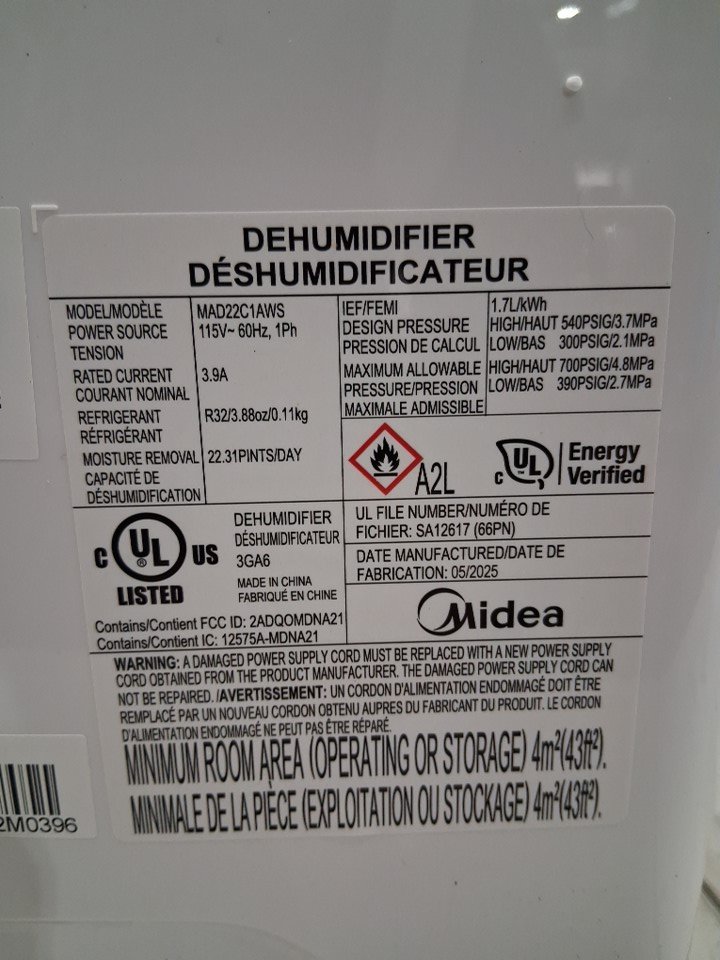 DEHUMIDIFIER
DÉSHUMIDIFICATEUR
MODEL/MODÈLE MAD22C1AWS
POWER SOURCE 115V~ 60Hz, 1Ph
TENSION
RATED CURRENT 3.9A
COURANT NOMINAL
REFRIGERANT R32/3.88oz/0.11kg
RÉFRIGÉRANT
MOISTURE REMOVAL 22.31PINTS/DAY
CAPACITÉ DE
DÉSHUMIDIFICATION
IEF/FEMI 1.7L/kWh
DESIGN PRESSURE HIGH/HAUT 540PSIG/3.7MPa
PRESSION DE CALCUL LOW/BAS 300PSIG/2.1MPa
MAXIMUM ALLOWABLE HIGH/HAUT 700PSIG/4.8MPa
PRESSURE/PRESSION LOW/BAS 390PSIG/2.7MPa
MAXIMALE ADMISSIBLE
A2L
C UL Energy
Verified
C UL US
LISTED
DEHUMIDIFIER
DÉSHUMIDIFICATEUR
3GA6
MADE IN CHINA
FABRIQUÉ EN CHINE
Contains/Contient FCC ID: 2ADQOMDNA21
Contains/Contient IC: 12575A-MDNA21
UL FILE NUMBER/NUMÉRO DE
FICHIER: SA12617 (66PN)
DATE MANUFACTURED/DATE DE
FABRICATION: 05/2025
Midea
WARNING: A DAMAGED POWER SUPPLY CORD MUST BE REPLACED WITH A NEW POWER SUPPLY
CORD OBTAINED FROM THE PRODUCT MANUFACTURER. THE DAMAGED POWER SUPPLY CORD CAN
NOT BE REPAIRED. /AVERTISSEMENT: UN CORDON D'ALIMENTATION ENDOMMAGÉ DOIT ÊTRE
REMPLACÉ PAR UN NOUVEAU CORDON OBTENU AUPRES DU FABRICANT DU PRODUIT. LE CORDON
D'ALIMENTATION ENDOMMAGÉ NE PEUT PAS ÊTRE RÉPARÉ.
MINIMUM ROOM AREA (OPERATING OR STORAGE) 4m²(43ft²).
MINIMALE DE LA PIÈCE (EXPLOITATION OU STOCKAGE) 4m²(43ft²).
2M0396